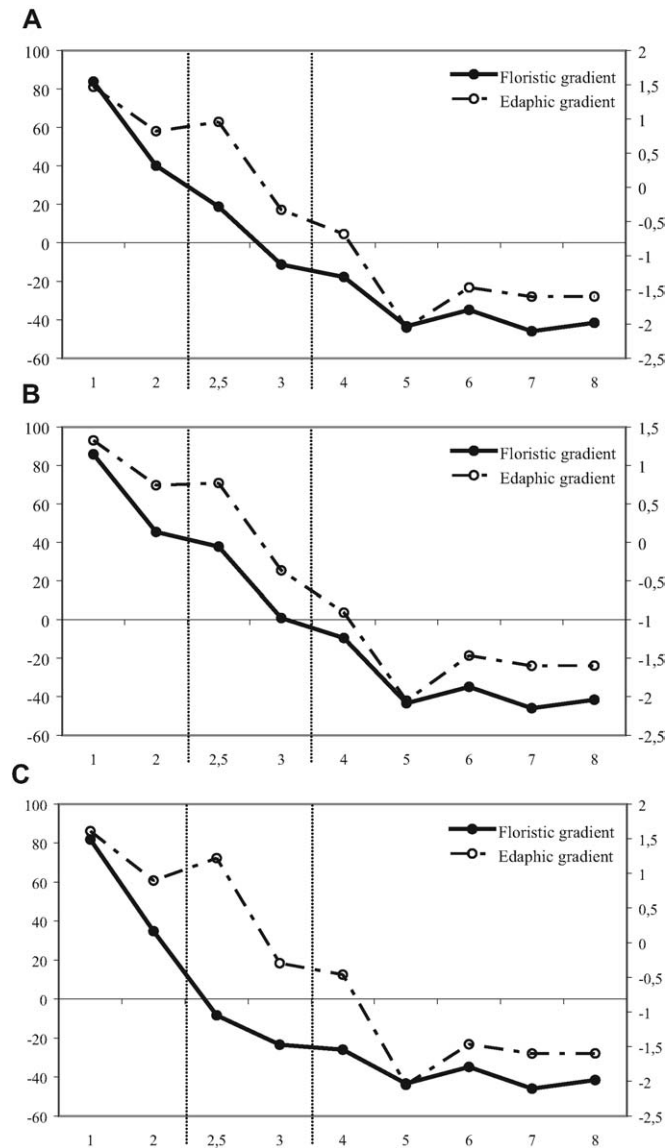 A
100 2
80 Floristic gradient 1,5
60 Edaphic gradient 1
40 0,5
20 0
0 -0,5
-20 -1
-40 -1,5
-60 -2
-2,5
1 2 2,5 3 4 5 6 7 8
B
100 1,5
80 Floristic gradient 1
60 Edaphic gradient 0,5
40 0
20 -0,5
0 -1
-20 -1,5
-40 -2
-60 -2,5
1 2 2,5 3 4 5 6 7 8
C
100 2
80 Floristic gradient 1,5
60 Edaphic gradient 1
40 0,5
20 0
0 -0,5
-20 -1
-40 -1,5
-60 -2
-2,5
1 2 2,5 3 4 5 6 7 8